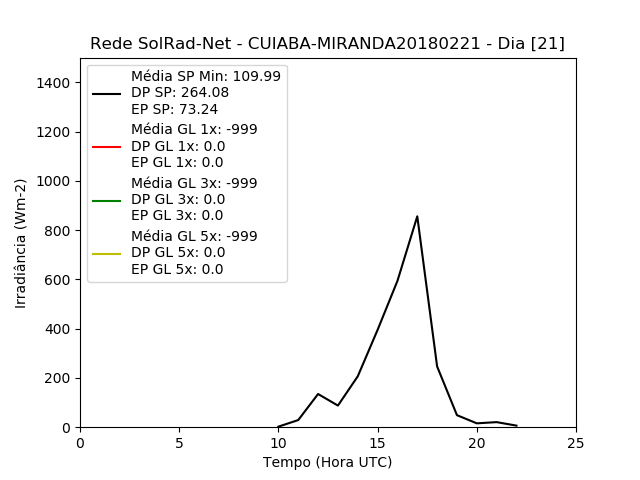 Rede SolRad-Net - CUIABA-MIRANDA20180221 - Dia [21]
Média SP Min: 109.99
DP SP: 264.08
EP SP: 73.24
Média GL 1x: -999
DP GL 1x: 0.0
EP GL 1x: 0.0
Média GL 3x: -999
DP GL 3x: 0.0
EP GL 3x: 0.0
Média GL 5x: -999
DP GL 5x: 0.0
EP GL 5x: 0.0
Irradiância (Wm-2)
1400
1200
1000
800
600
400
200
0
0 5 10 15 20 25
Tempo (Hora UTC)